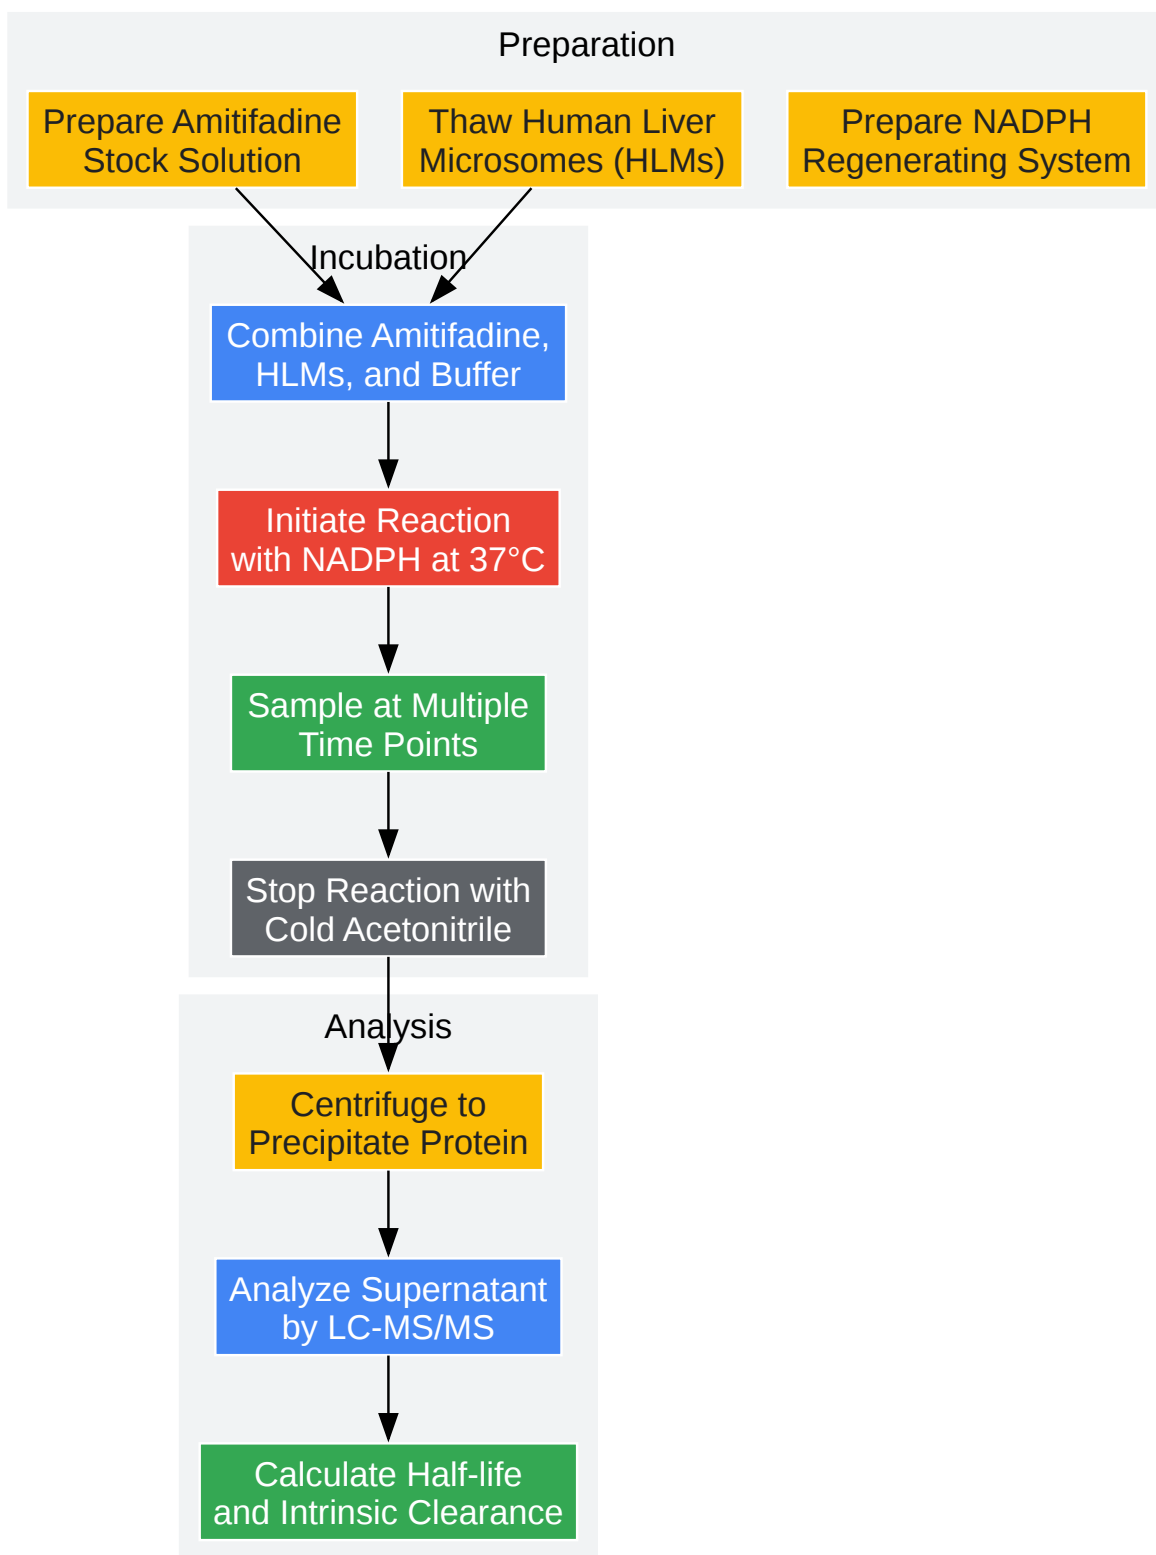 Preparation
Prepare Amitifadine
Stock Solution
Thaw Human Liver
Microsomes (HLMs)
Prepare NADPH
Regenerating System
Incubation
Combine Amitifadine,
HLMs, and Buffer
Initiate Reaction
with NADPH at 37°C
Sample at Multiple
Time Points
Stop Reaction with
Cold Acetonitrile
Analysis
Centrifuge to
Precipitate Protein
Analyze Supernatant
by LC-MS/MS
Calculate Half-life
and Intrinsic Clearance